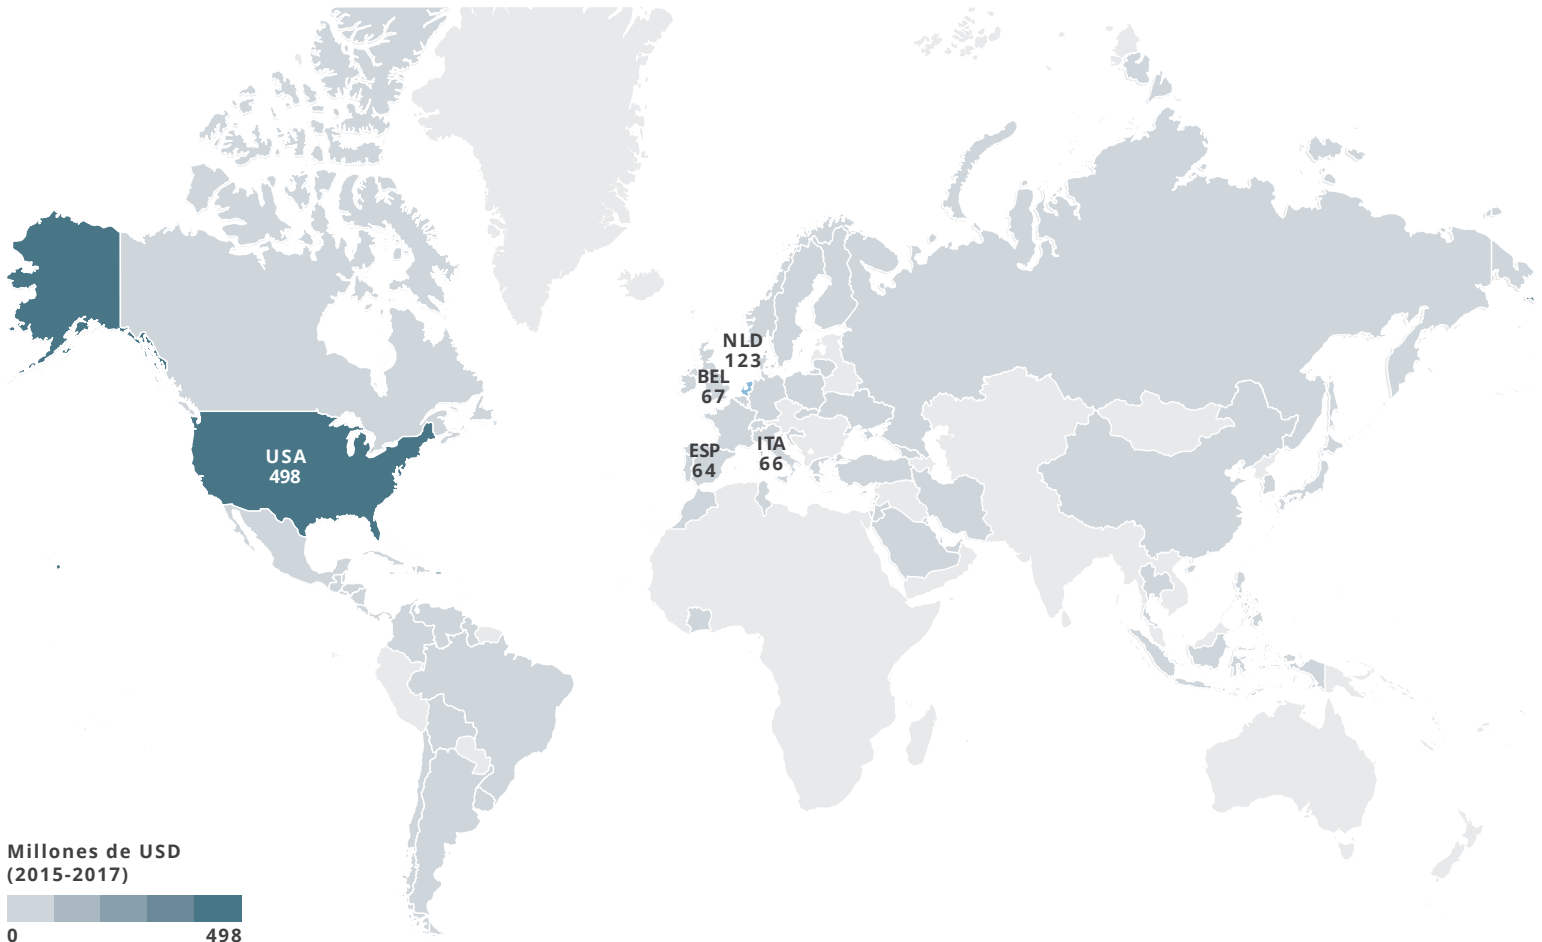 NLD
123
BEL
67
USA
498
ESP
64
ITA
66
Millones de USD
(2015-2017)
0
498